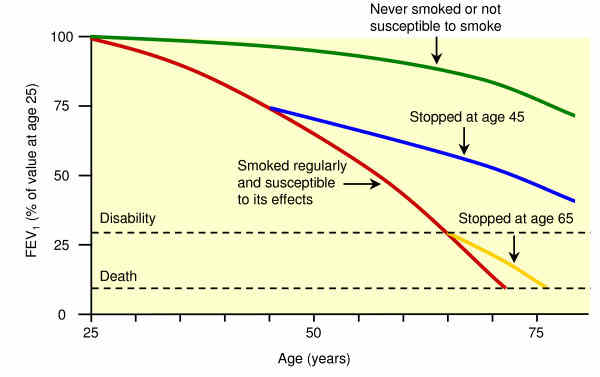 Never smoked or not
susceptible to smoke
100
75
50
25
0
FEV₁ (% of value at age 25)
Stopped at age 45
Smoked regularly
and susceptible
to its effects
Stopped at age 65
Disability
Death
25
50
75
Age (years)